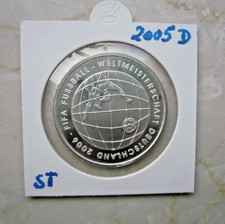 2005 D
FIFA FUSSBALL - WELTMEISTERSCHAFT DEUTSCHLAND 2006
ST